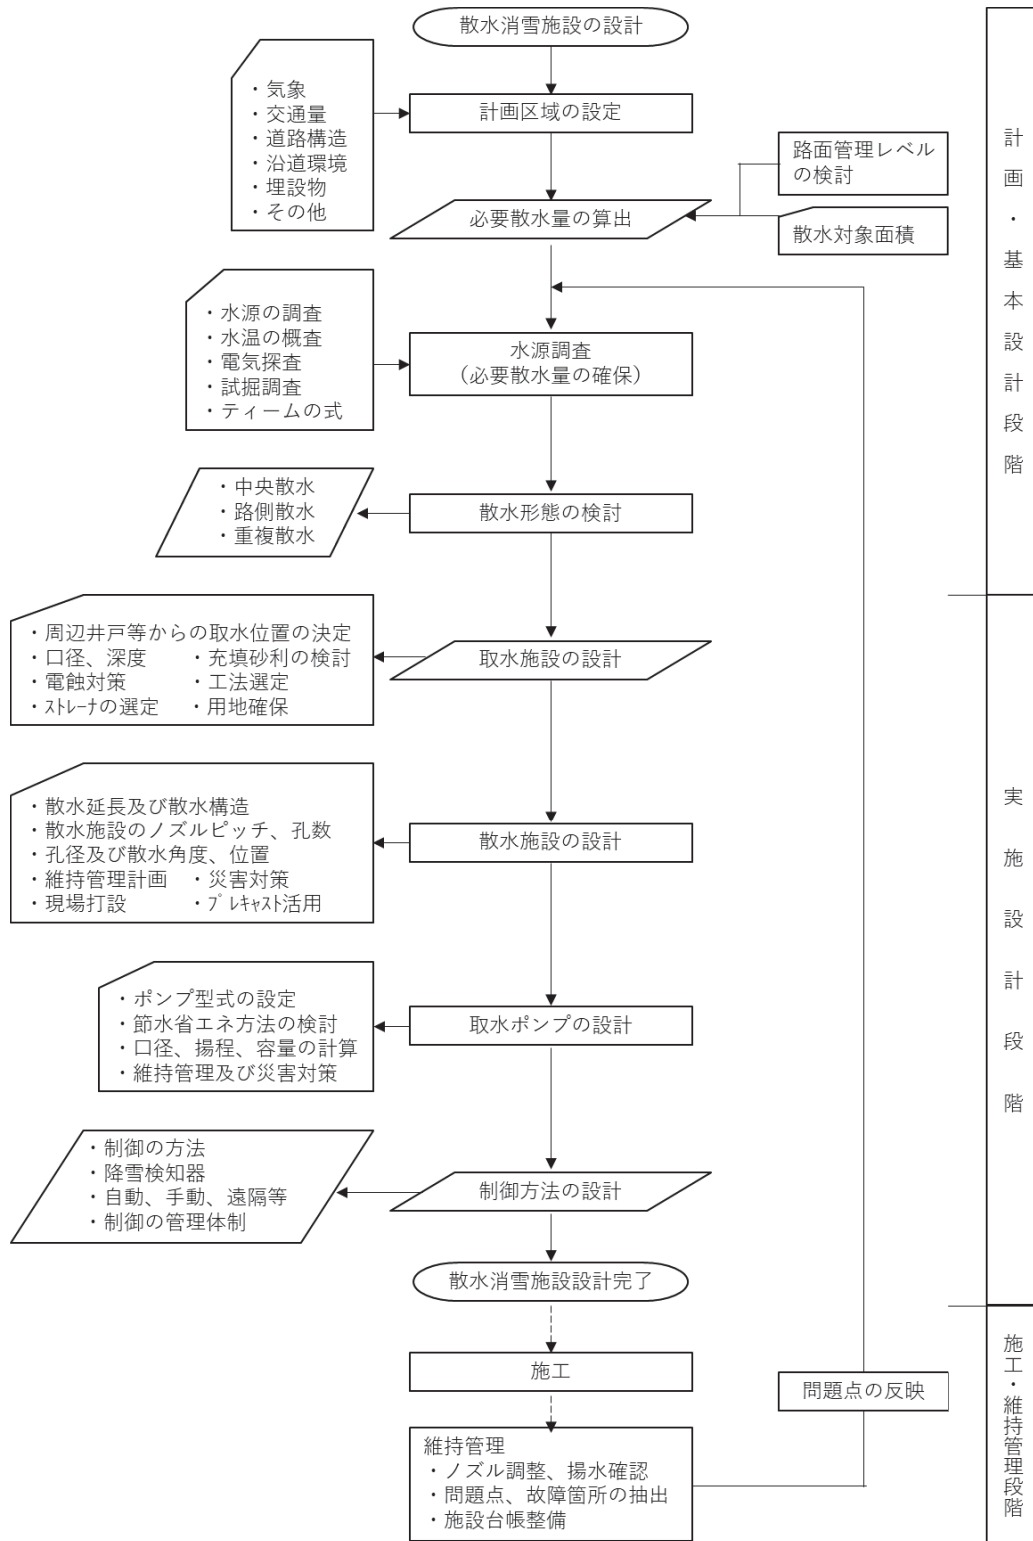 散水消雪施設の設計
・気象
・交通量
・道路構造
・沿道環境
・埋設物
・その他
計画区域の設定
路面管理レベル
の検討
必要散水量の算出
散水対象面積
・水源の調査
・水温の概査
・電気探査
・試掘調査
・ティームの式
水源調査
（必要散水量の確保）
・中央散水
・路側散水
・重複散水
散水形態の検討
計画・基本設計段階
・周辺井戸等からの取水位置の決定
・口径、深度　・充填砂利の検討
・電蝕対策　・工法選定
・ｽﾄﾚｰﾅの選定　・用地確保
取水施設の設計
・散水延長及び散水構造
・散水施設のノズルピッチ、孔数
・孔径及び散水角度、位置
・維持管理計画　・災害対策
・現場打設　・ﾌﾟﾚｷｬｽﾄ活用
散水施設の設計
・ポンプ型式の設定
・節水省エネ方法の検討
・口径、揚程、容量の計算
・維持管理及び災害対策
取水ポンプの設計
・制御の方法
・降雪検知器
・自動、手動、遠隔等
・制御の管理体制
制御方法の設計
散水消雪施設設計完了
実施設計段階
施工
問題点の反映
維持管理
・ノズル調整、揚水確認
・問題点、故障箇所の抽出
・施設台帳整備
施工・維持管理段階